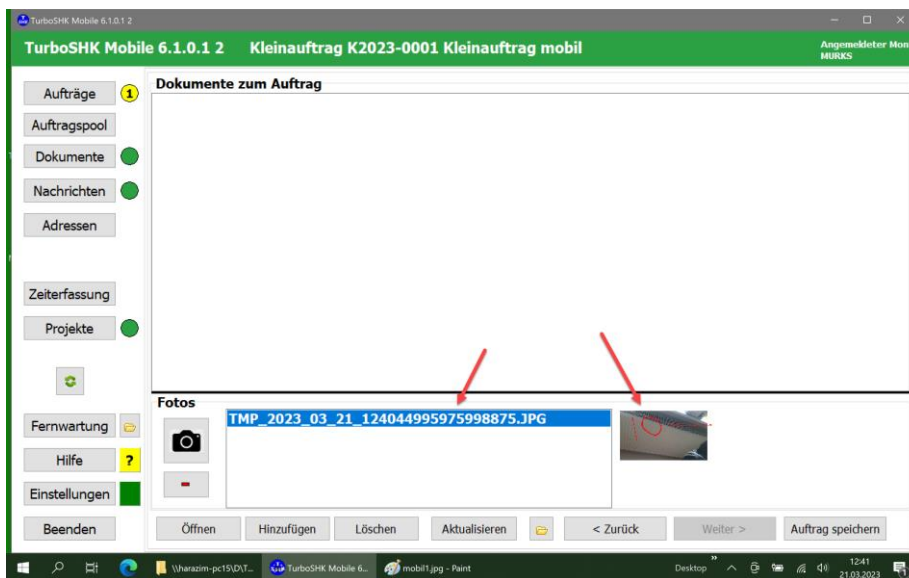 TurboSHK Mobile 6.1.0.1 2
TurboSHK Mobile 6.1.0.1 2 Kleinauftrag K2023-0001 Kleinauftrag mobil
Angemeldeter Mon
MURKS
Aufträge 1
Auftragspool
Dokumente
Nachrichten
Adressen
Zeiterfassung
Projekte
Fernwartung
Hilfe ?
Einstellungen
Beenden
Dokumente zum Auftrag
Fotos
TMP_2023_03_21_124044995975998875.JPG
Öffnen Hinzufügen Löschen Aktualisieren < Zurück Weiter > Auftrag speichern
\\harazim-pc15\D\T... TurboSHK Mobile 6... mobil1.jpg - Paint Desktop » 12:41
21.03.2023